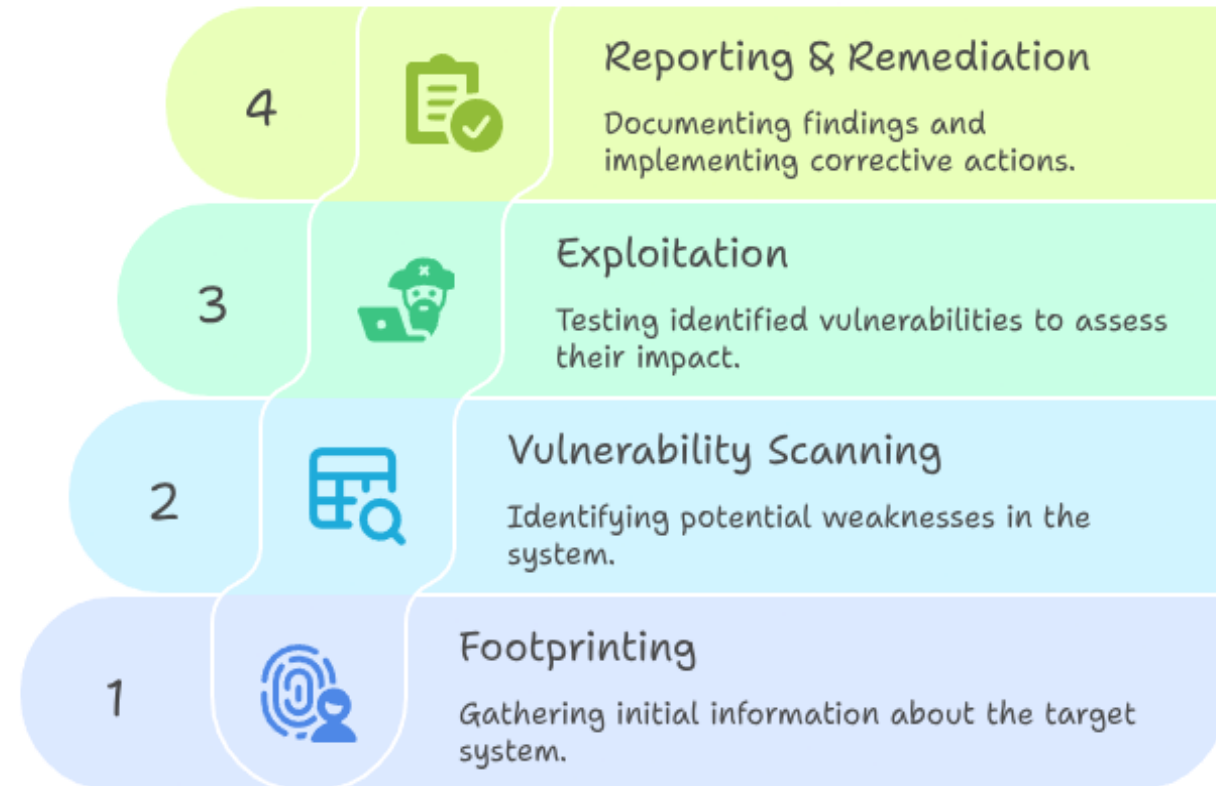 4
Reporting & Remediation
Documenting findings and
implementing corrective actions.
3
Exploitation
Testing identified vulnerabilities to assess
their impact.
2
Vulnerability Scanning
Identifying potential weaknesses in the
system.
1
Footprinting
Gathering initial information about the target
system.